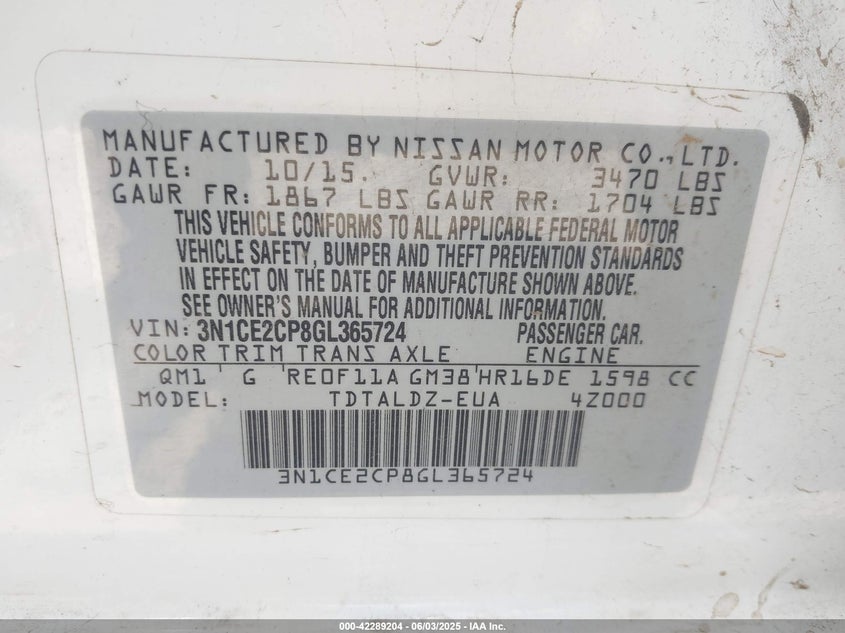 MANUFACTURED BY NISSAN MOTOR CO., LTD.
DATE: 10/15. GVWR: 3470 LBS
GAWR FR: 1867 LBS GAWR RR: 1704 LBS
THIS VEHICLE CONFORMS TO ALL APPLICABLE FEDERAL MOTOR
VEHICLE SAFETY, BUMPER AND THEFT PREVENTION STANDARDS
IN EFFECT ON THE DATE OF MANUFACTURE SHOWN ABOVE.
SEE OWNER'S MANUAL FOR ADDITIONAL INFORMATION.
VIN: 3N1CE2CP8GL365724 PASSENGER CAR.
COLOR TRIM TRANS AXLE ENGINE
QM1 G RE0F11A GM38 HR16DE 1598 CC
MODEL: TDTALDZ-EUA 4Z000
3N1CE2CP8GL365724
000-42289204 - 06/03/2025 - IAA Inc.